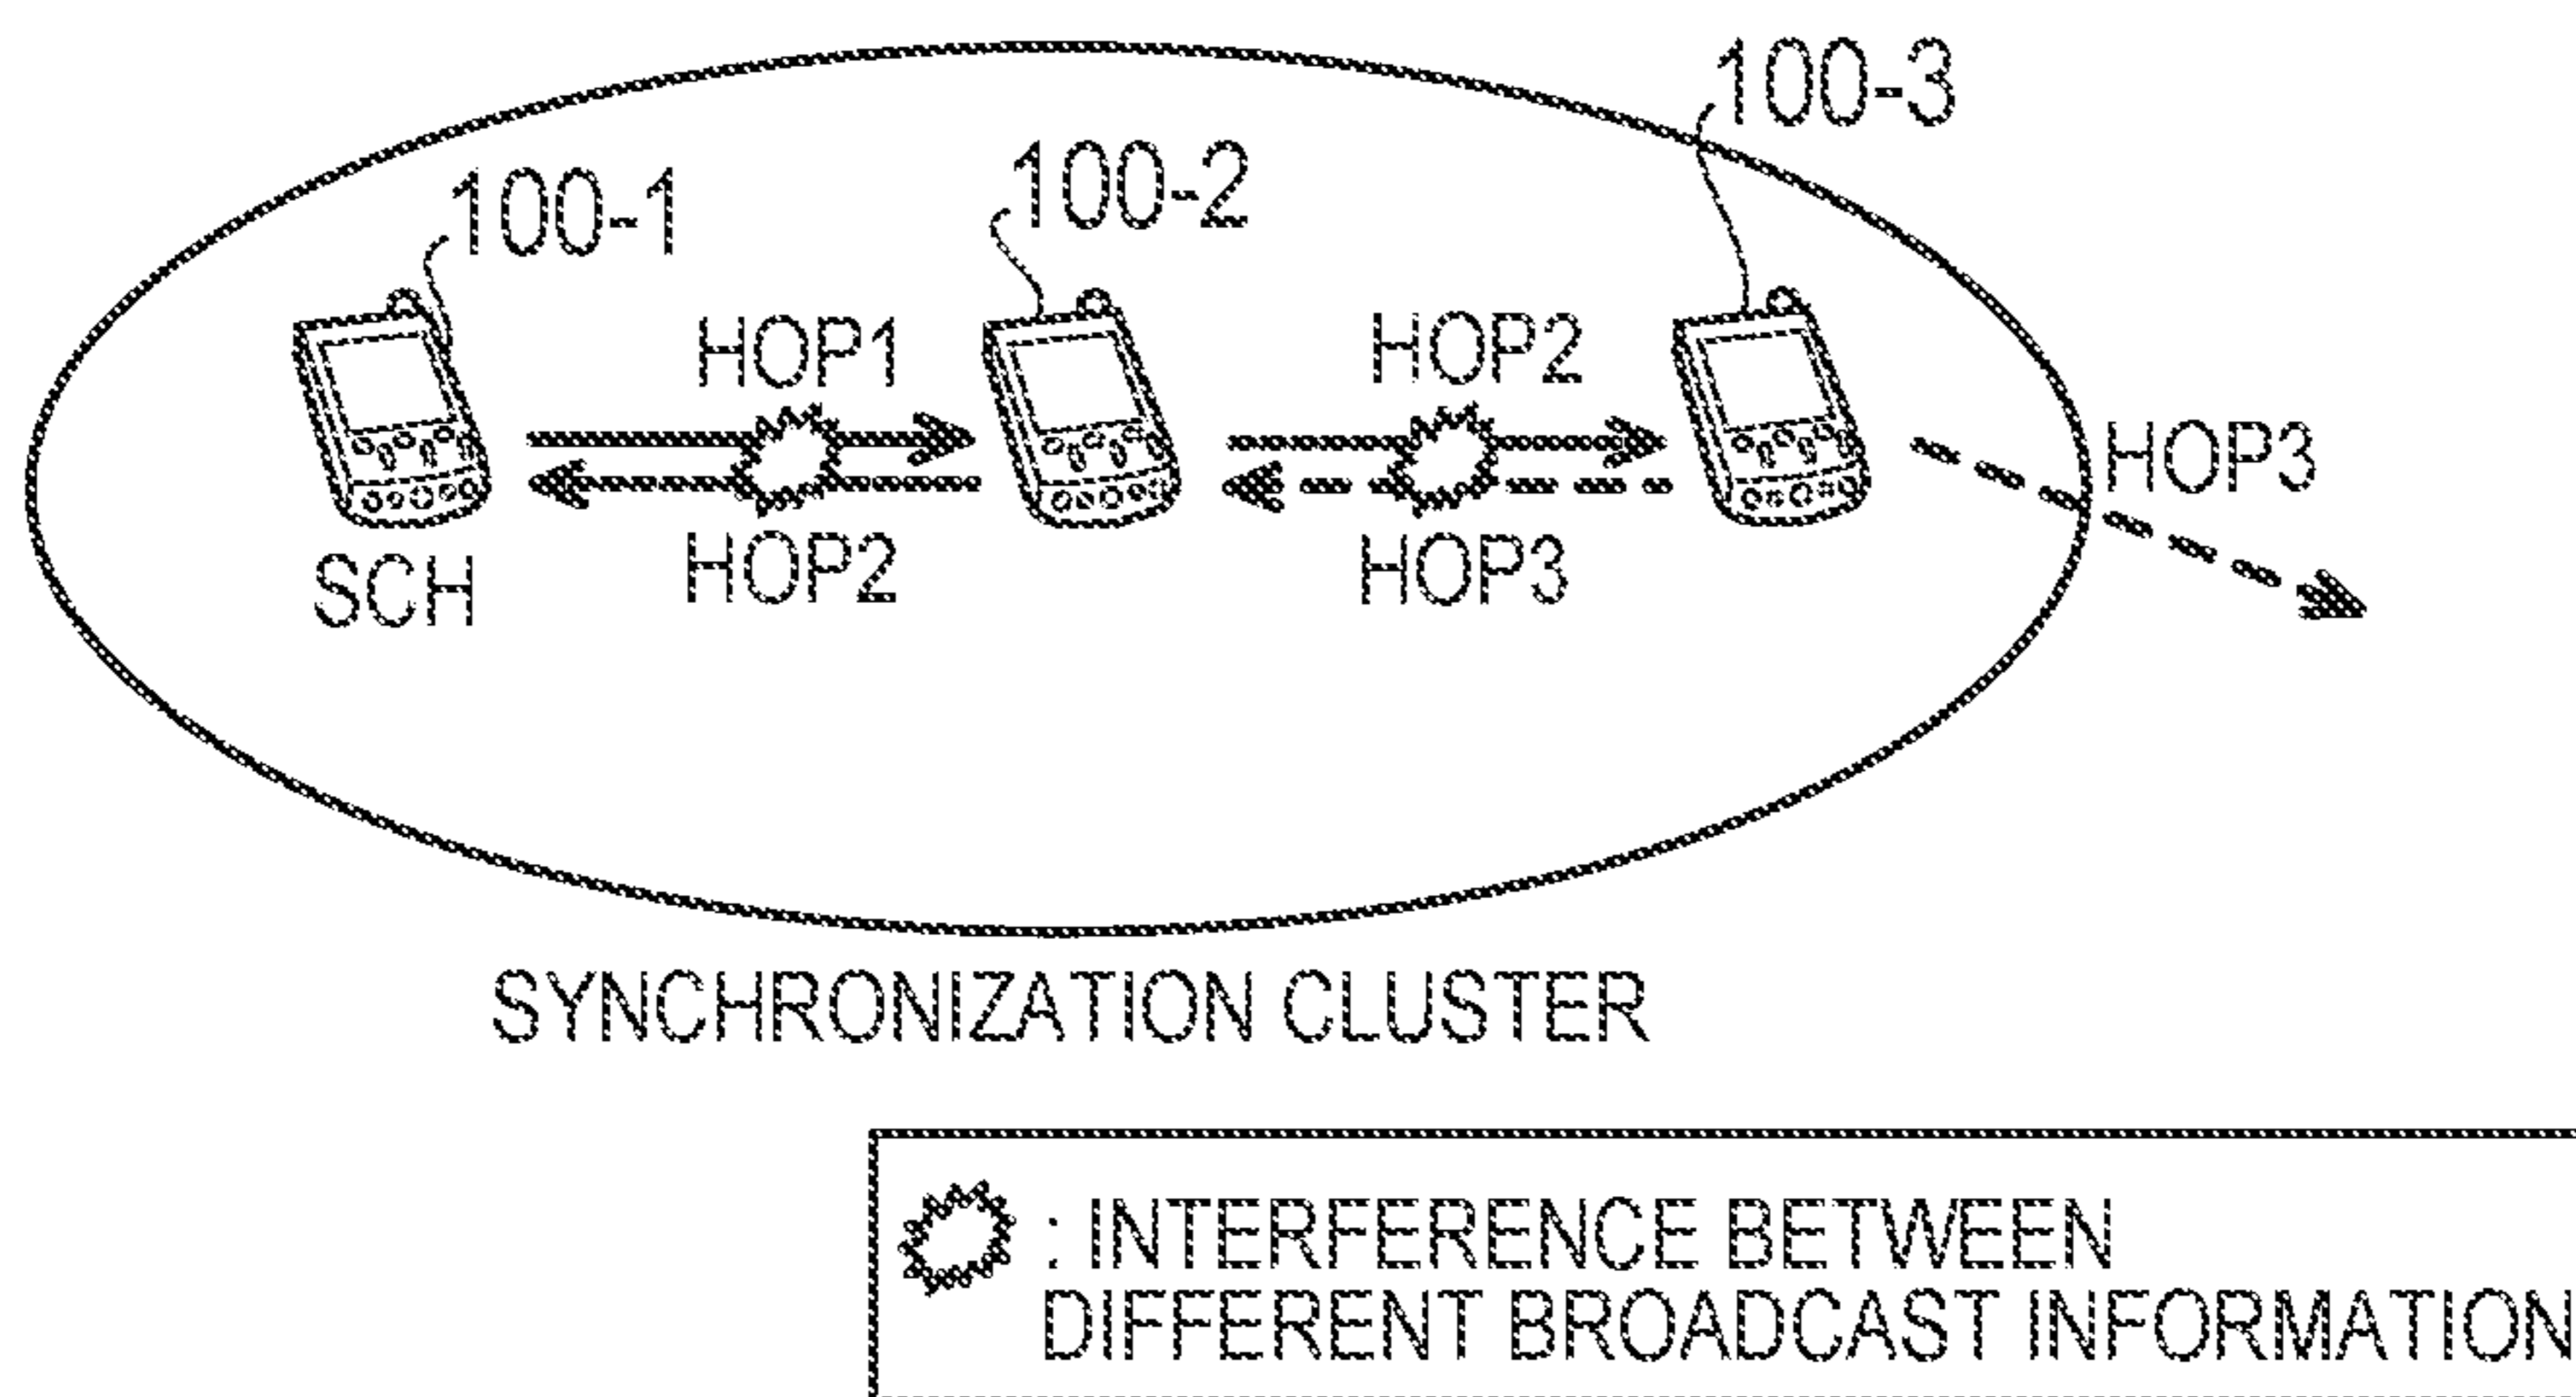 100-3
100-2
100-1
HOP1
HOP2
HOP3
SCH
HOP2
HOP3
SYNCHRONIZATION CLUSTER
: INTERFERENCE BETWEEN
DIFFERENT BROADCAST INFORMATION